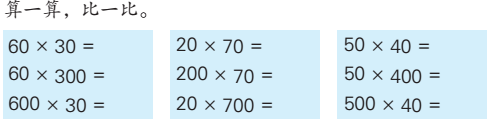 算一算，比一比。
60 × 30 =
60 × 300 =
600 × 30 =
20 × 70 =
200 × 70 =
20 × 700 =
50 × 40 =
50 × 400 =
500 × 40 =